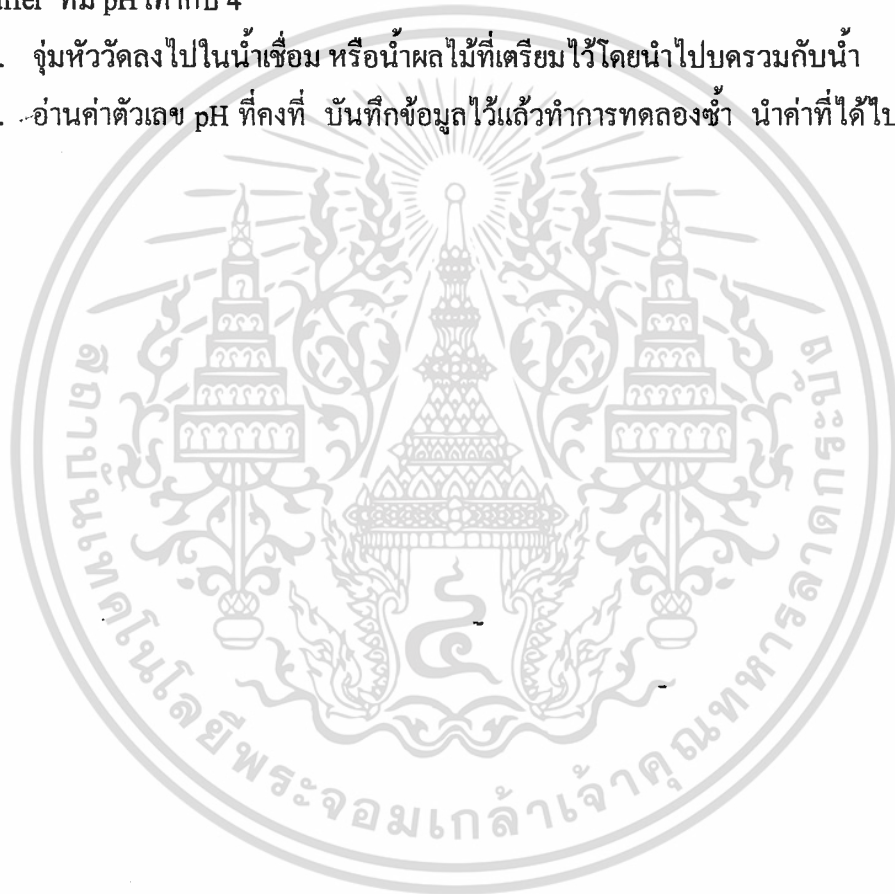 pH เท่ากับ 4
. จุ่มหัววัดลงไปในน้ำเชื่อม หรือน้ำผลไม้ที่เตรียมไว้โดยนำไปบดรวมกับน้ำ
. อ่านค่าตัวเลข pH ที่คงที่ บันทึกข้อมูลไว้แล้วทำการทดลองซ้ำ นำค่าที่ได้ไป
สถาบันเทคโนโลยีพระจอมเกล้าเจ้าคุณทหารลาดกระบัง